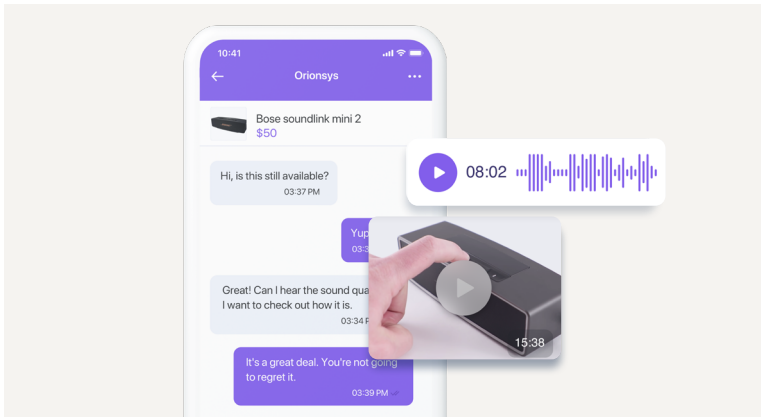 10:41
Orionsys
Bose soundlink mini 2
$50
Hi, is this still available?
03:37 PM
08:02
Yup
Great! Can I hear the sound
I want to check out how it is.
03:34
15:38
It's a great deal. You're not going
to regret it.
03:39 PM